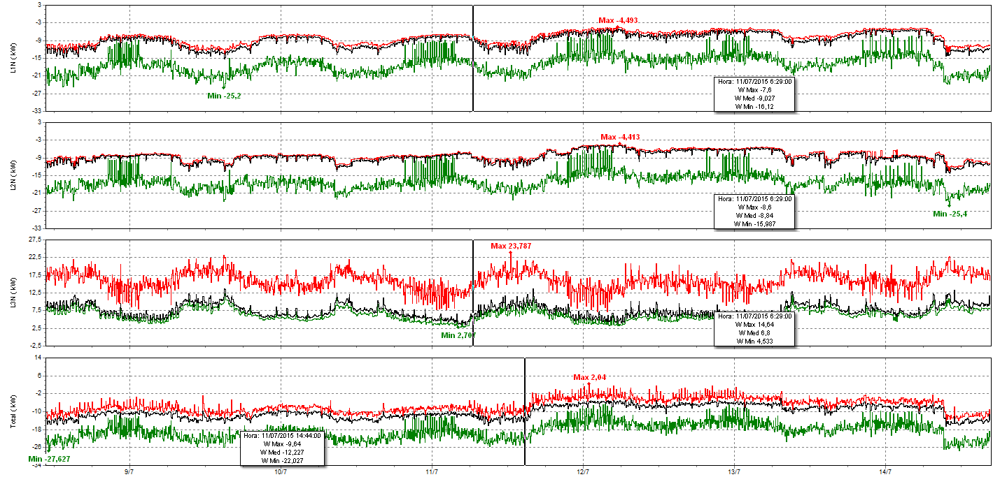 3
-3
-9
-15
-21
-27
-33
L1N ( kW)
Max -4,493
Min -25,2
Hora: 11/07/2015 6:29:00
W Max -7,6
W Med -9,027
W Min -16,12
3
-3
-9
-15
-21
-27
-33
L2N ( kW)
Max -4,413
Hora: 11/07/2015 6:29:00
W Max -8,6
W Med -8,84
W Min -15,987
Min -25,4
27,5
22,5
17,5
12,5
7,5
2,5
-2,5
L3N ( kW)
Max 23,787
Min 2,707
Hora: 11/07/2015 6:29:00
W Max 14,64
W Med 6,8
W Min 4,533
14
6
-2
-10
-18
-26
-34
Total ( kW)
Max 2,04
Hora: 11/07/2015 14:44:00
W Max -9,64
W Med -12,227
W Min -22,027
Min -27,627
9/7 10/7 11/7 12/7 13/7 14/7